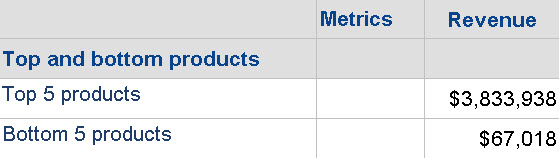 Metrics Revenue
Top and bottom products
Top 5 products $3,833,938
Bottom 5 products $67,018